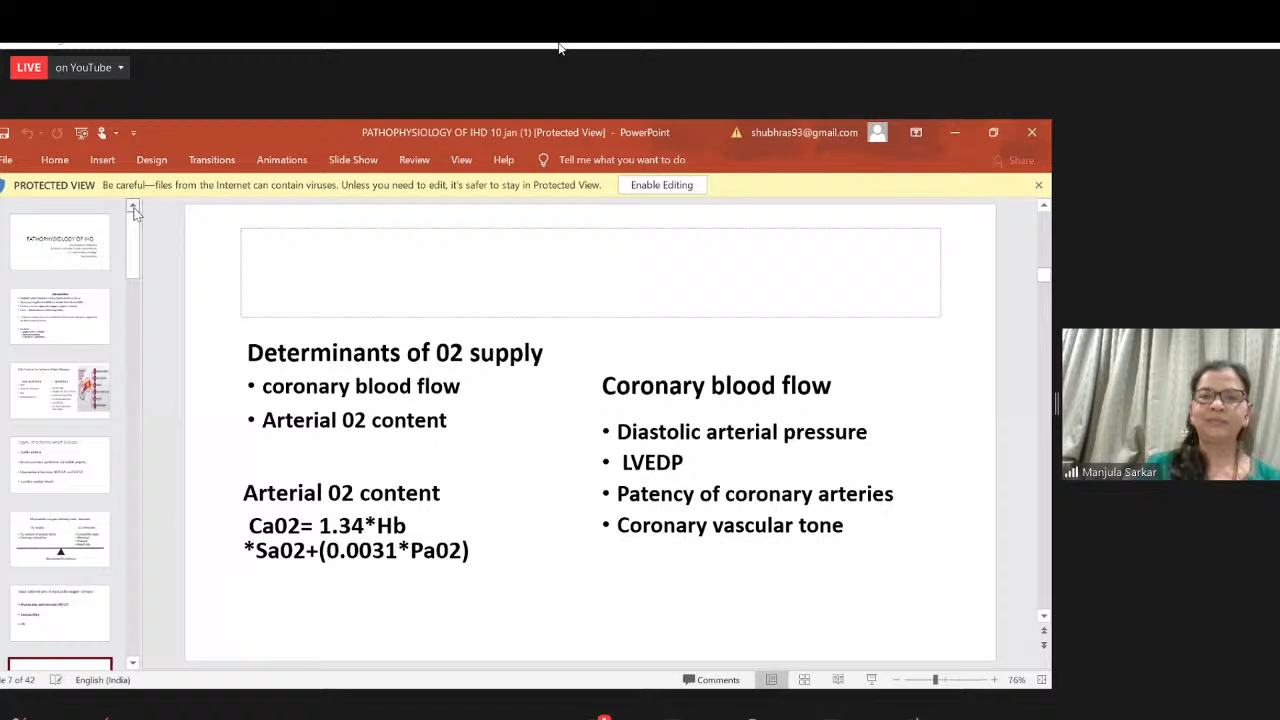 LIVE on YouTube
PATHOPHYSIOLOGY OF IHD 10 jan (1) [Protected View] - PowerPoint
shubhras93@gmail.com
File Home Insert Design Transitions Animations Slide Show Review View Help Tell me what you want to do
Share
PROTECTED VIEW Be careful—files from the Internet can contain viruses. Unless you need to edit, it's safer to stay in Protected View. Enable Editing
PATHOPHYSIOLOGY OF IHD
Determinants of 02 supply
• coronary blood flow
• Arterial 02 content
Arterial 02 content
Ca02= 1.34*Hb
*Sa02+(0.0031*Pa02)
Coronary blood flow
• Diastolic arterial pressure
• LVEDP
• Patency of coronary arteries
• Coronary vascular tone
Manjula Sarkar
7 of 42 English (India) Comments 76%